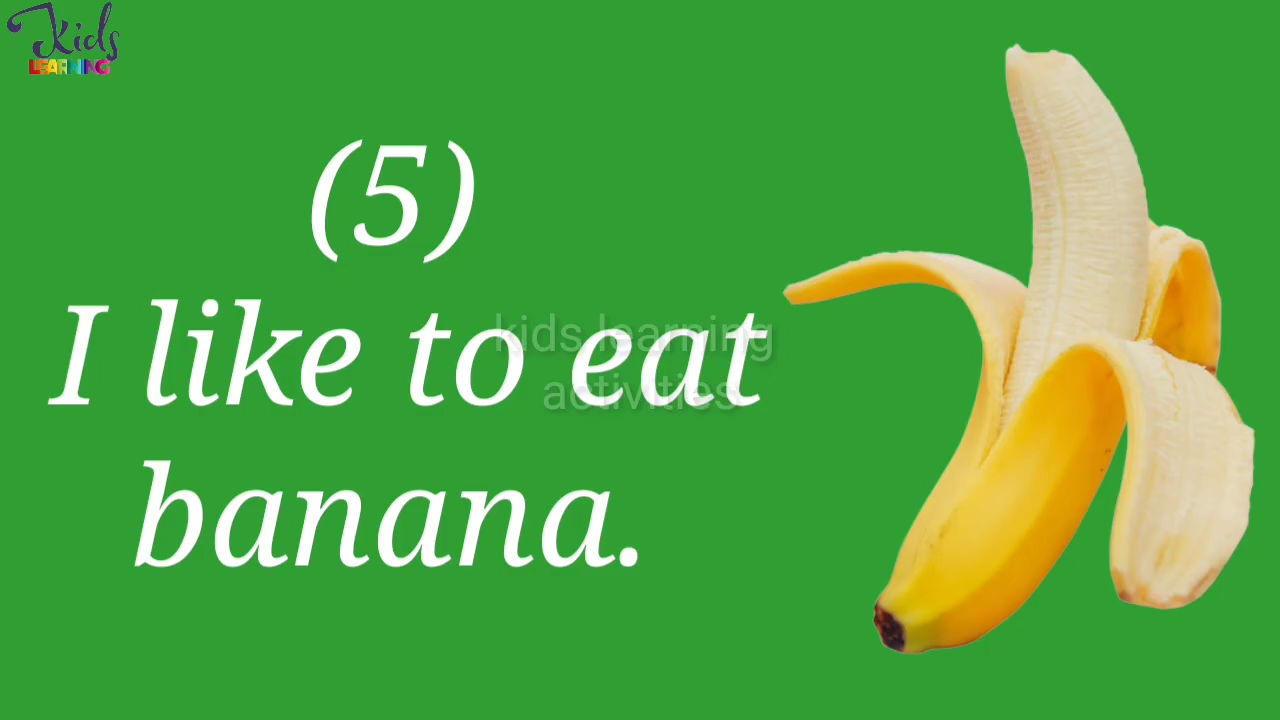 Kids
LEARNING
(5)
I like to eat
banana.
kids learning
activities